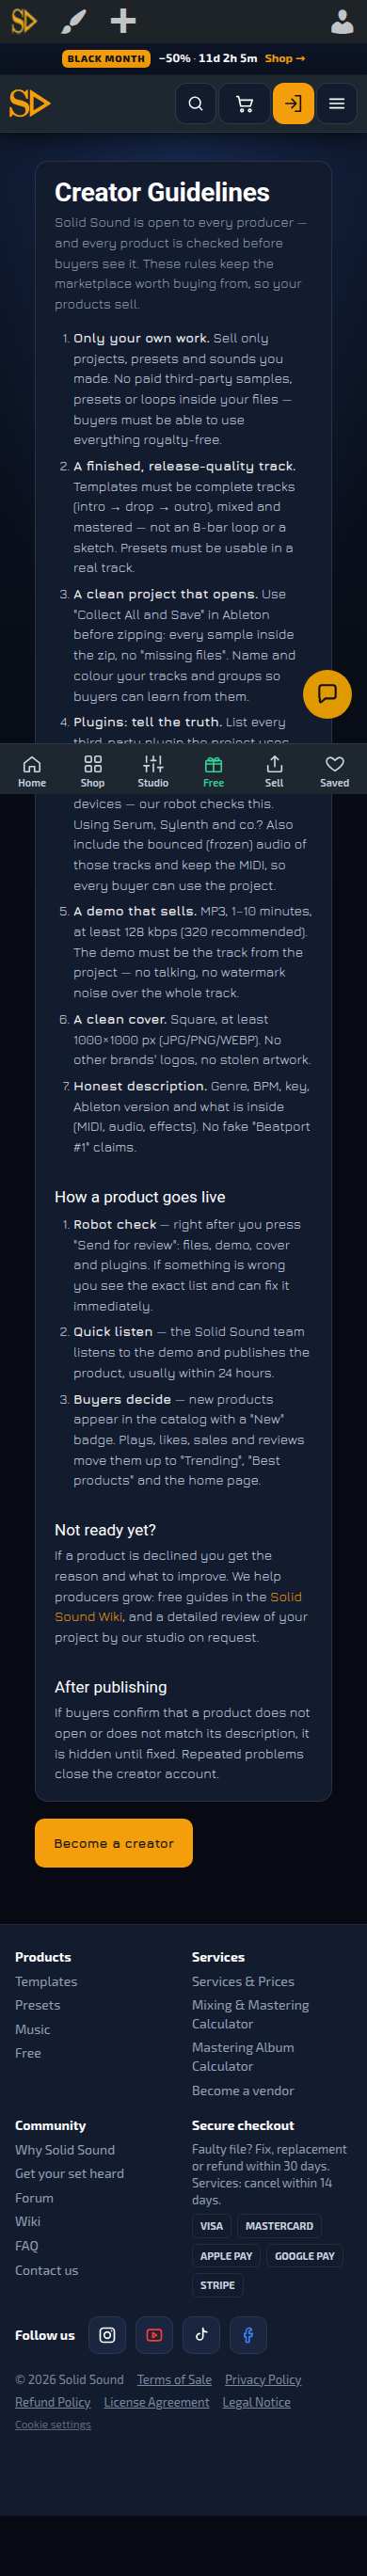 BLACK MONTH −50% · 11d 2h 5m Shop →
Creator Guidelines
Solid Sound is open to every producer —
and every product is checked before
buyers see it. These rules keep the
marketplace worth buying from, so your
products sell.
1. Only your own work. Sell only
projects, presets and sounds you
made. No paid third-party samples,
presets or loops inside your files —
buyers must be able to use
everything royalty-free.
2. A finished, release-quality track.
Templates must be complete tracks
(intro → drop → outro), mixed and
mastered — not an 8-bar loop or a
sketch. Presets must be usable in a
real track.
3. A clean project that opens. Use
"Collect All and Save" in Ableton
before zipping: every sample inside
the zip, no "missing files". Name and
colour your tracks and groups so
buyers can learn from them.
4. Plugins: tell the truth. List every
third-party plugin the project uses
Home Shop Studio Free Sell Saved
devices — our robot checks this.
Using Serum, Sylenth and co.? Also
include the bounced (frozen) audio of
those tracks and keep the MIDI, so
every buyer can use the project.
5. A demo that sells. MP3, 1–10 minutes,
at least 128 kbps (320 recommended).
The demo must be the track from the
project — no talking, no watermark
noise over the whole track.
6. A clean cover. Square, at least
1000×1000 px (JPG/PNG/WEBP). No
other brands' logos, no stolen artwork.
7. Honest description. Genre, BPM, key,
Ableton version and what is inside
(MIDI, audio, effects). No fake "Beatport
#1" claims.
How a product goes live
1. Robot check — right after you press
"Send for review": files, demo, cover
and plugins. If something is wrong
you see the exact list and can fix it
immediately.
2. Quick listen — the Solid Sound team
listens to the demo and publishes the
product, usually within 24 hours.
3. Buyers decide — new products
appear in the catalog with a "New"
badge. Plays, likes, sales and reviews
move them up to "Trending", "Best
products" and the home page.
Not ready yet?
If a product is declined you get the
reason and what to improve. We help
producers grow: free guides in the Solid
Sound Wiki, and a detailed review of your
project by our studio on request.
After publishing
If buyers confirm that a product does not
open or does not match its description, it
is hidden until fixed. Repeated problems
close the creator account.
Become a creator
Products
Templates
Presets
Music
Free
Services
Services & Prices
Mixing & Mastering
Calculator
Mastering Album
Calculator
Become a vendor
Community
Why Solid Sound
Get your set heard
Forum
Wiki
FAQ
Contact us
Secure checkout
Faulty file? Fix, replacement
or refund within 30 days.
Services: cancel within 14
days.
VISA MASTERCARD
APPLE PAY GOOGLE PAY
STRIPE
Follow us
© 2026 Solid Sound Terms of Sale Privacy Policy
Refund Policy License Agreement Legal Notice
Cookie settings